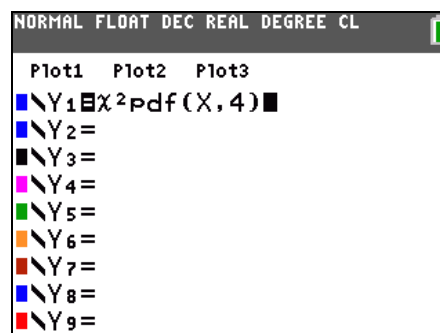 NORMAL FLOAT DEC REAL DEGREE CL
Plot1 Plot2 Plot3
\Y₁=χ²pdf(X,4)
\Y₂=
\Y₃=
\Y₄=
\Y₅=
\Y₆=
\Y₇=
\Y₈=
\Y₉=